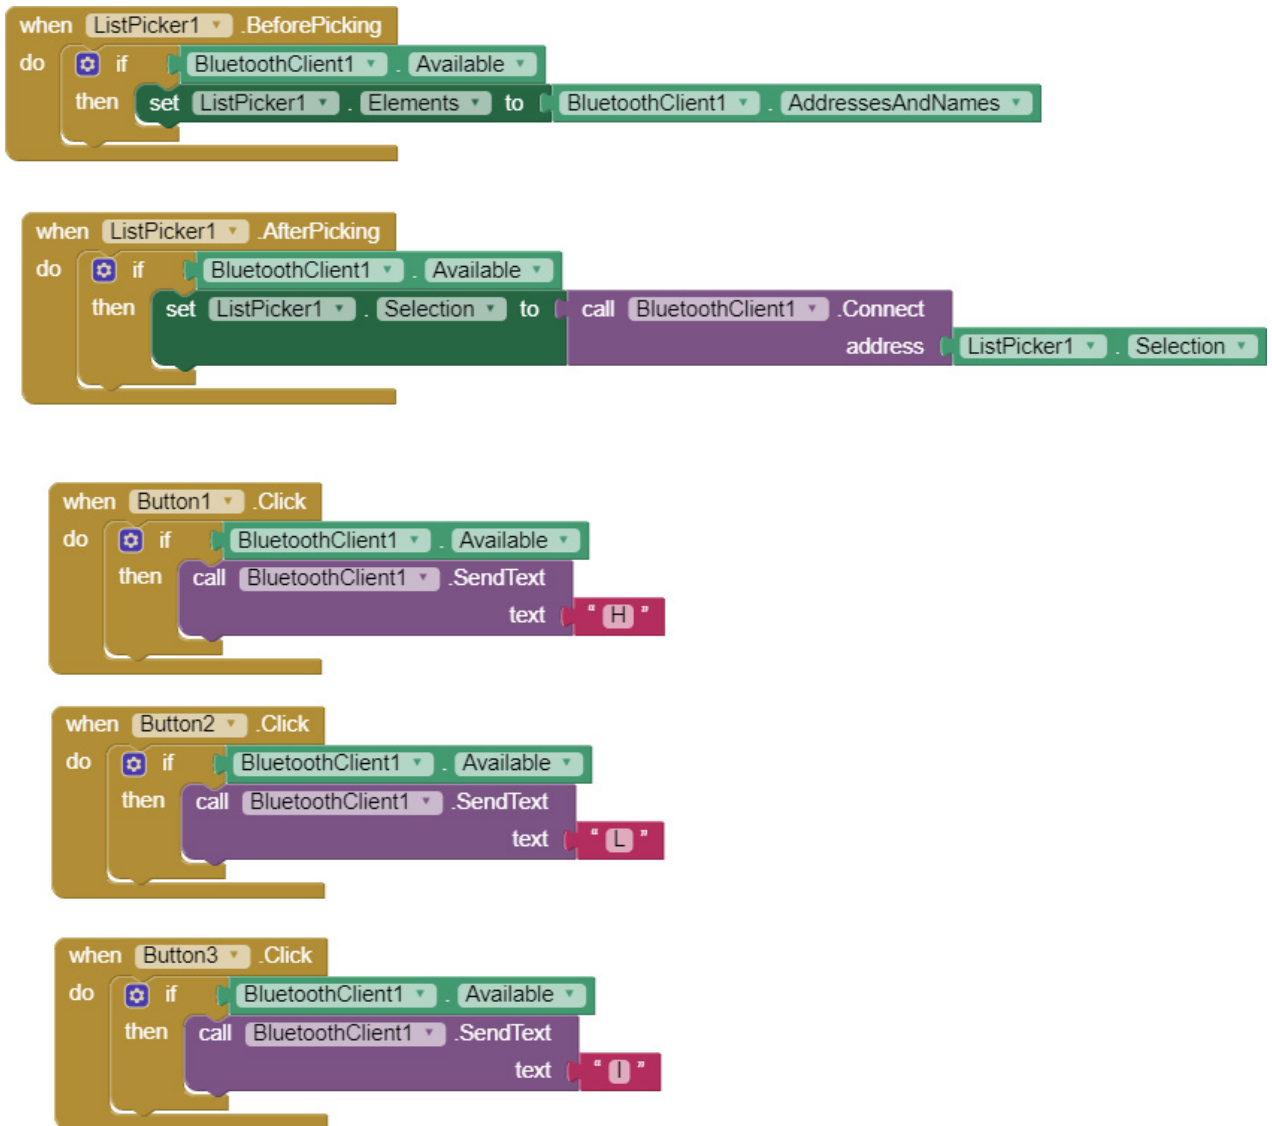 when ListPicker1 .BeforePicking
do if BluetoothClient1 . Available
then set ListPicker1 . Elements to BluetoothClient1 . AddressesAndNames
when ListPicker1 .AfterPicking
do if BluetoothClient1 . Available
then set ListPicker1 . Selection to call BluetoothClient1 .Connect
address ListPicker1 . Selection
when Button1 .Click
do if BluetoothClient1 . Available
then call BluetoothClient1 .SendText
text “ H ”
when Button2 .Click
do if BluetoothClient1 . Available
then call BluetoothClient1 .SendText
text “ L ”
when Button3 .Click
do if BluetoothClient1 . Available
then call BluetoothClient1 .SendText
text “ I ”